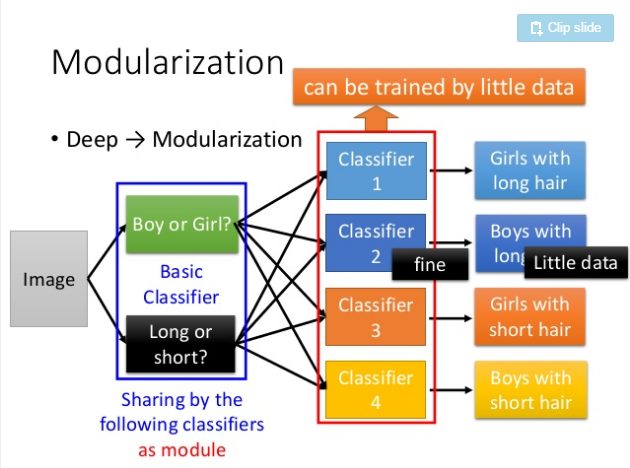 Clip slide
Modularization
can be trained by little data
• Deep → Modularization
Image
Boy or Girl?
Basic
Classifier
Long or
short?
Sharing by the
following classifiers
as module
Classifier
1
Classifier
2
fine
Classifier
3
Classifier
4
Girls with
long hair
Boys with
Little data
Girls with
short hair
Boys with
short hair